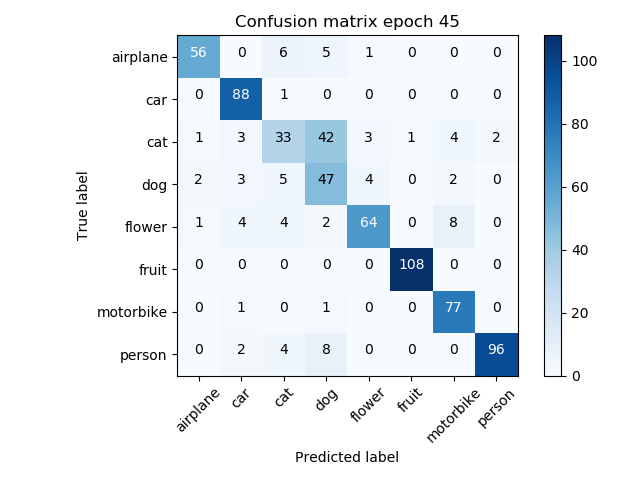 Confusion matrix epoch 45
airplane 56 0 6 5 1 0 0 0
car 0 88 1 0 0 0 0 0
cat 1 3 33 42 3 1 4 2
dog 2 3 5 47 4 0 2 0
flower 1 4 4 2 64 0 8 0
fruit 0 0 0 0 0 108 0 0
motorbike 0 1 0 1 0 0 77 0
person 0 2 4 8 0 0 0 96
True label
airplane car cat dog flower fruit motorbike person
Predicted label
100
80
60
40
20
0